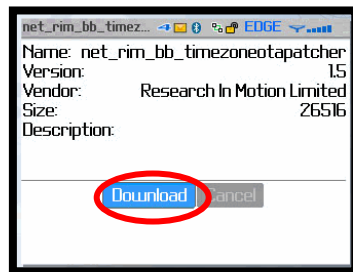 net_rim_bb_timez... EDGE
Name: net_rim_bb_timezoneotapatcher
Version: 1.5
Vendor: Research In Motion Limited
Size: 26516
Description:
Download Cancel